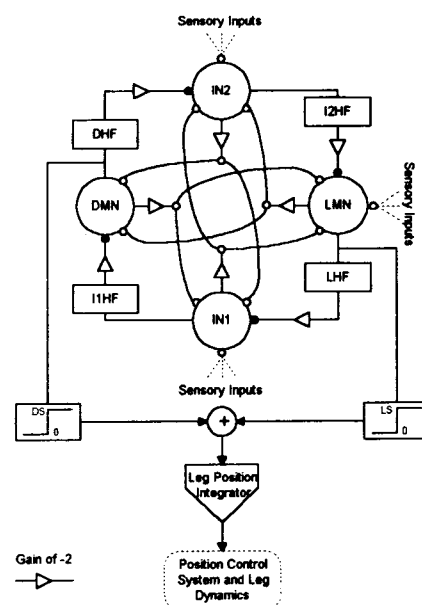 Sensory Inputs
IN2
DHF
I2HF
DMN
LMN
Sensory Inputs
I1HF
LHF
IN1
Sensory Inputs
DS
0
+
LS
0
Leg Position
Integrator
Gain of -2
Position Control
System and Leg
Dynamics